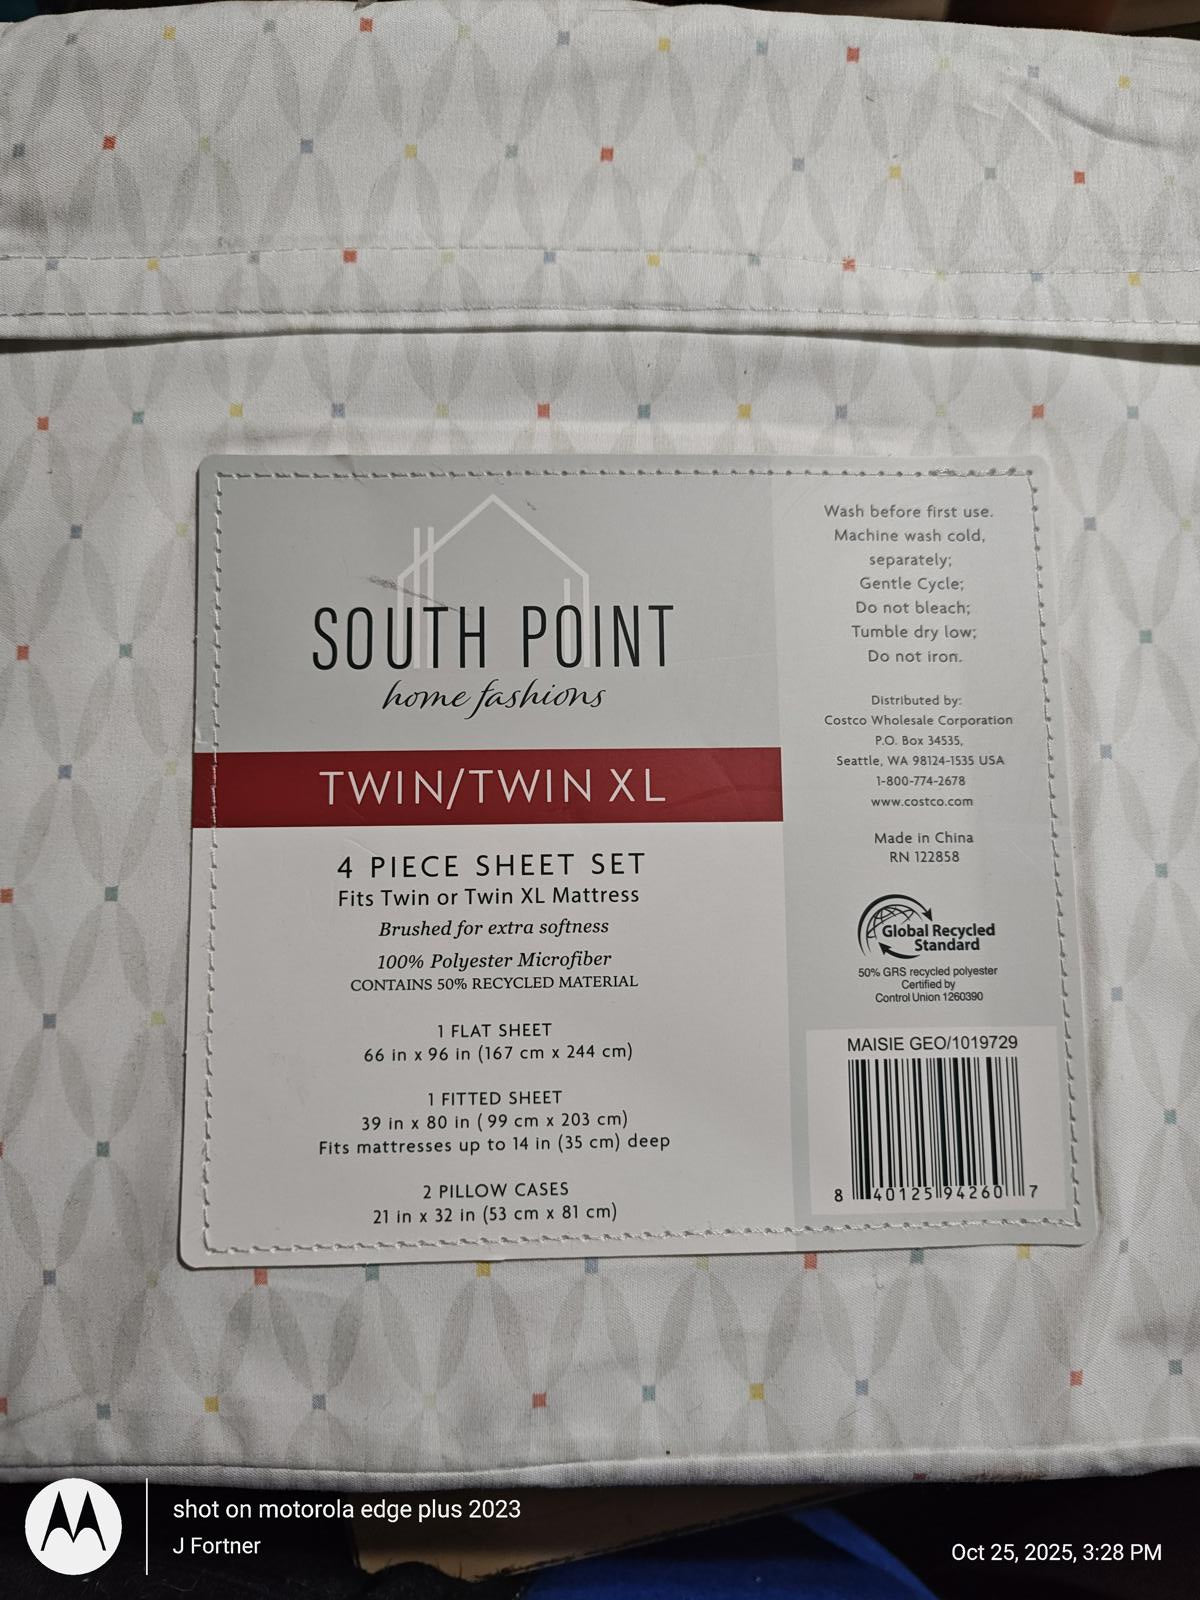 SOUTH POINT
home fashions
TWIN/TWIN XL
4 PIECE SHEET SET
Fits Twin or Twin XL Mattress
Brushed for extra softness
100% Polyester Microfiber
CONTAINS 50% RECYCLED MATERIAL
1 FLAT SHEET
66 in x 96 in (167 cm x 244 cm)
1 FITTED SHEET
39 in x 80 in ( 99 cm x 203 cm)
Fits mattresses up to 14 in (35 cm) deep
2 PILLOW CASES
21 in x 32 in (53 cm x 81 cm)
Wash before first use.
Machine wash cold,
separately;
Gentle Cycle;
Do not bleach;
Tumble dry low;
Do not iron.
Distributed by:
Costco Wholesale Corporation
P.O. Box 34535,
Seattle, WA 98124-1535 USA
1-800-774-2678
www.costco.com
Made in China
RN 122858
Global Recycled
Standard
50% GRS recycled polyester
Certified by
Control Union 1260390
MAISIE GEO/1019729
8 40125 94260 7
shot on motorola edge plus 2023
J Fortner
Oct 25, 2025, 3:28 PM